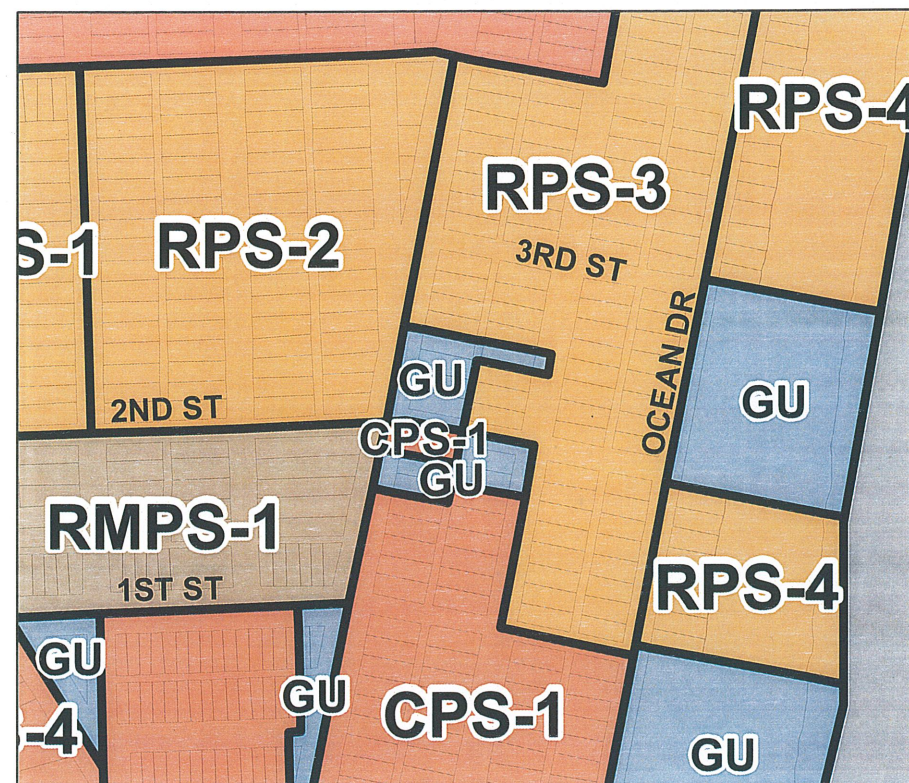 RPS-4
RPS-3
S-1
RPS-2
3RD ST
OCEAN DR
GU
GU
2ND ST
CPS-1
GU
RMPS-1
1ST ST
RPS-4
GU
GU
CPS-1
-4
GU